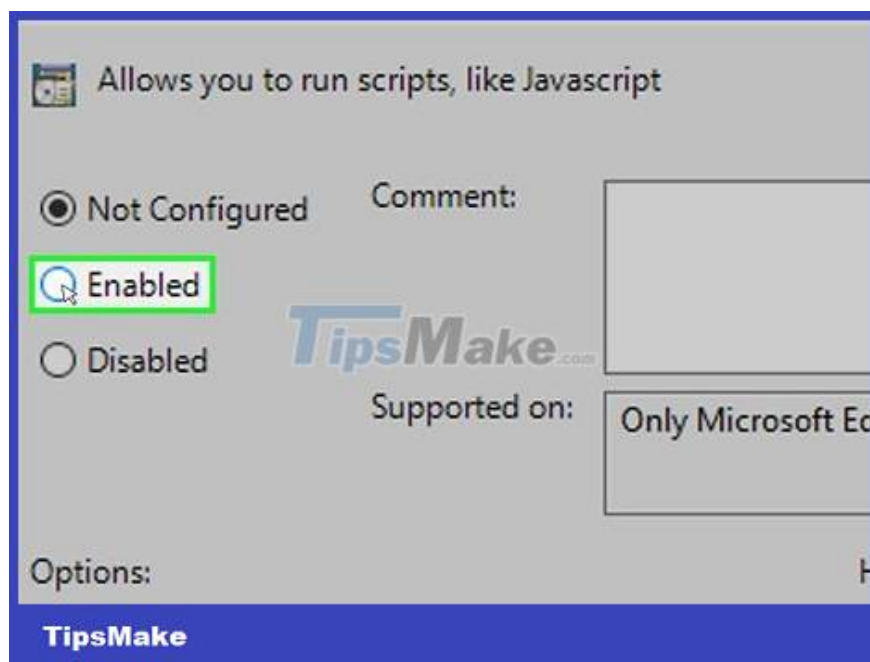 Allows you to run scripts, like Javascript
Not Configured
Comment:
Enabled
TipsMake.com
Disabled
Supported on:
Only Microsoft Ed
Options:
H
TipsMake